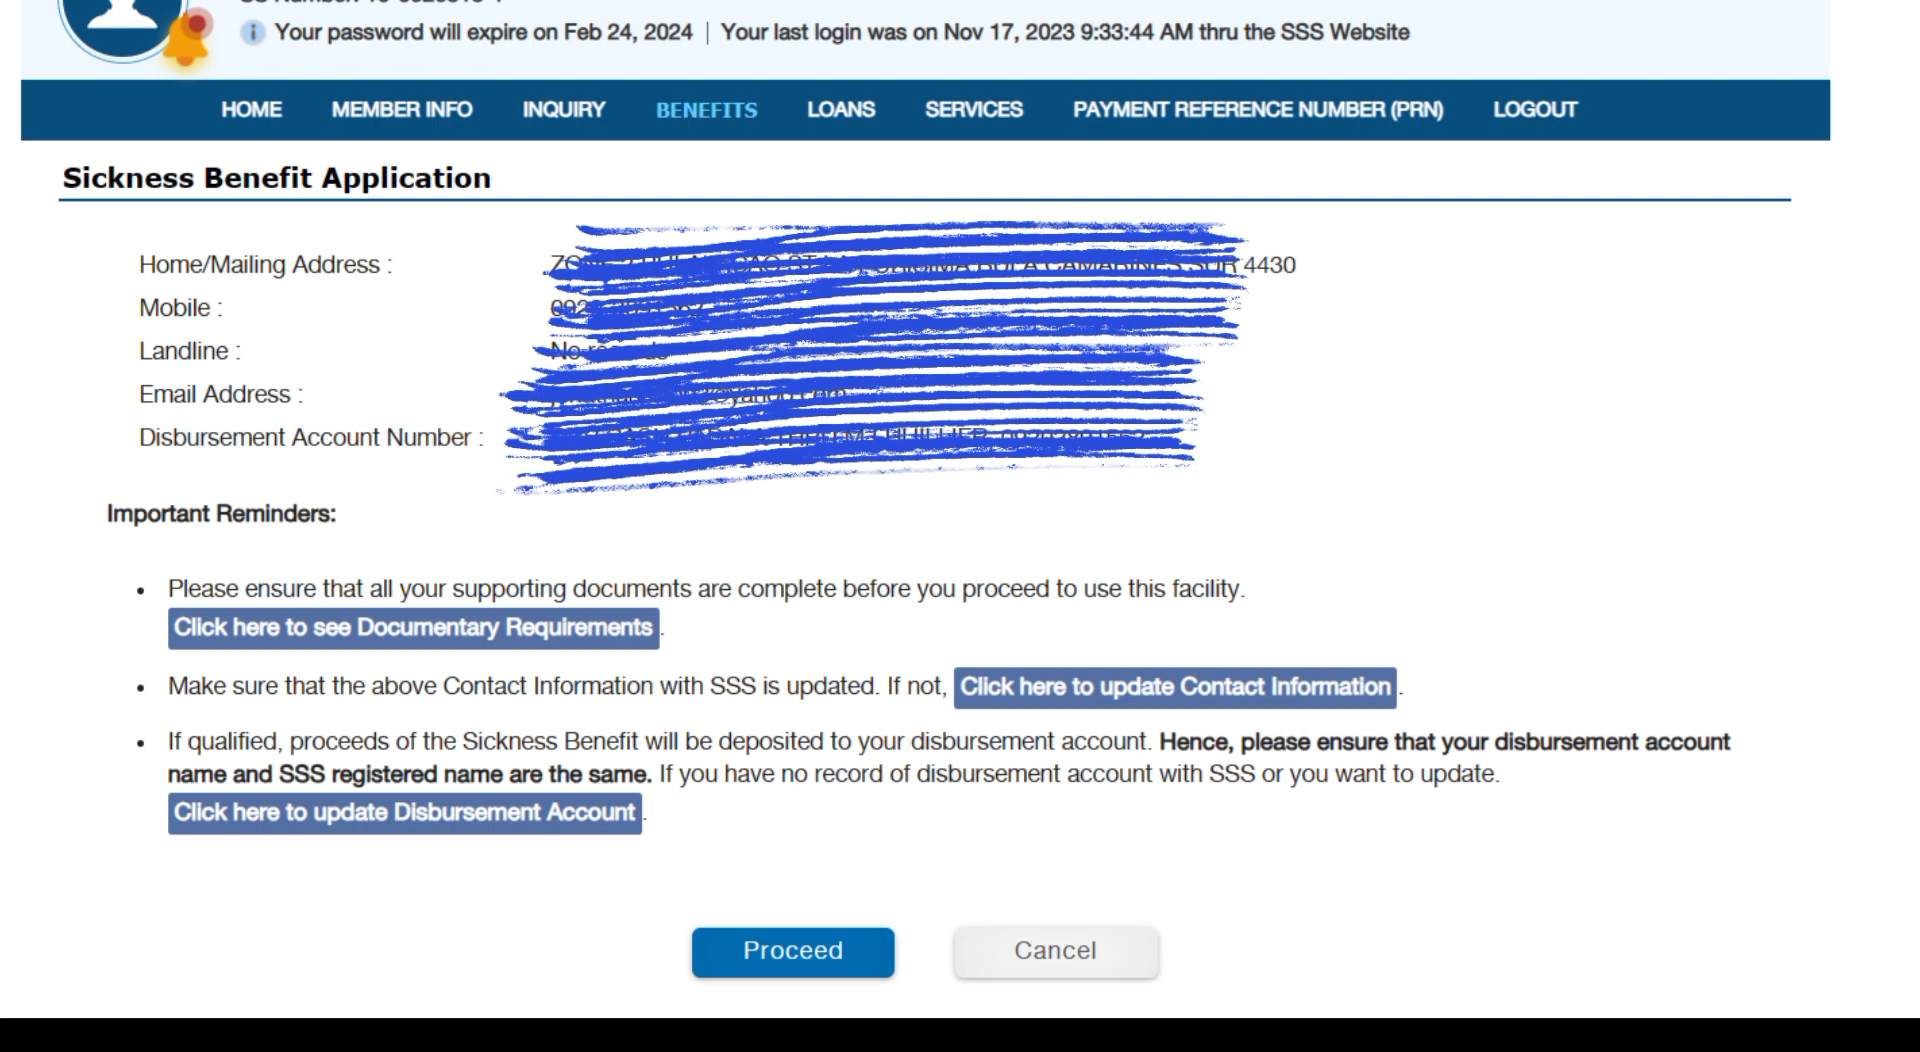 Your password will expire on Feb 24, 2024 | Your last login was on Nov 17, 2023 9:33:44 AM thru the SSS Website
HOME MEMBER INFO INQUIRY BENEFITS LOANS SERVICES PAYMENT REFERENCE NUMBER (PRN) LOGOUT
Sickness Benefit Application
Home/Mailing Address : 4430
Mobile :
Landline :
Email Address :
Disbursement Account Number :
Important Reminders:
• Please ensure that all your supporting documents are complete before you proceed to use this facility.
Click here to see Documentary Requirements.
• Make sure that the above Contact Information with SSS is updated. If not, Click here to update Contact Information.
• If qualified, proceeds of the Sickness Benefit will be deposited to your disbursement account. Hence, please ensure that your disbursement account
name and SSS registered name are the same. If you have no record of disbursement account with SSS or you want to update.
Click here to update Disbursement Account.
Proceed Cancel